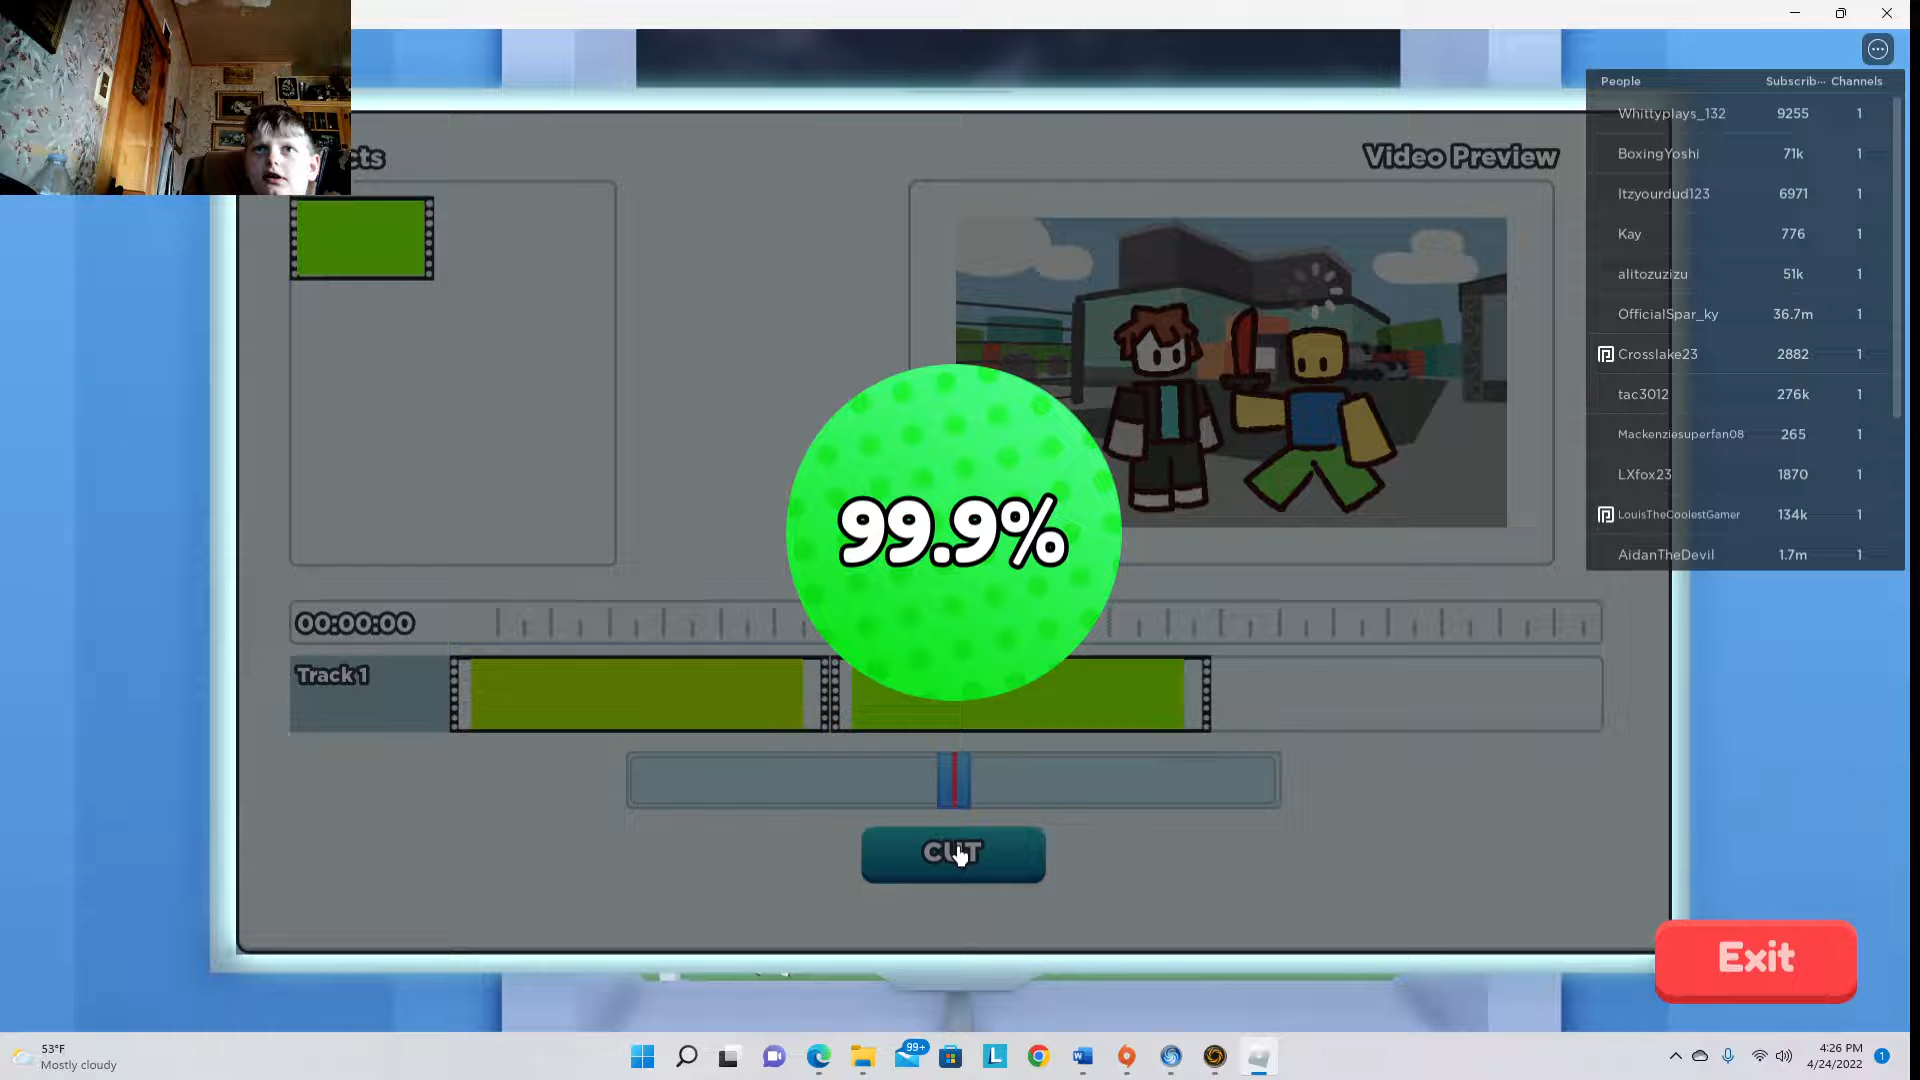 People Subscrib··· Channels
Whittyplays_132 9255 1
BoxingYoshi 71k 1
Itzyourdud123 6971 1
Kay 776 1
alitozuzizu 51k 1
OfficialSpar_ky 36.7m 1
Crosslake23 2882 1
tac3012 276k 1
Mackenziesuperfan08 265 1
LXfox23 1870 1
LouisTheCoolestGamer 134k 1
AidanTheDevil 1.7m 1
cts
Video Preview
99.9%
00:00:00
Track 1
CUT
Exit
53°F
Mostly cloudy
99+
4:26 PM
4/24/2022
1